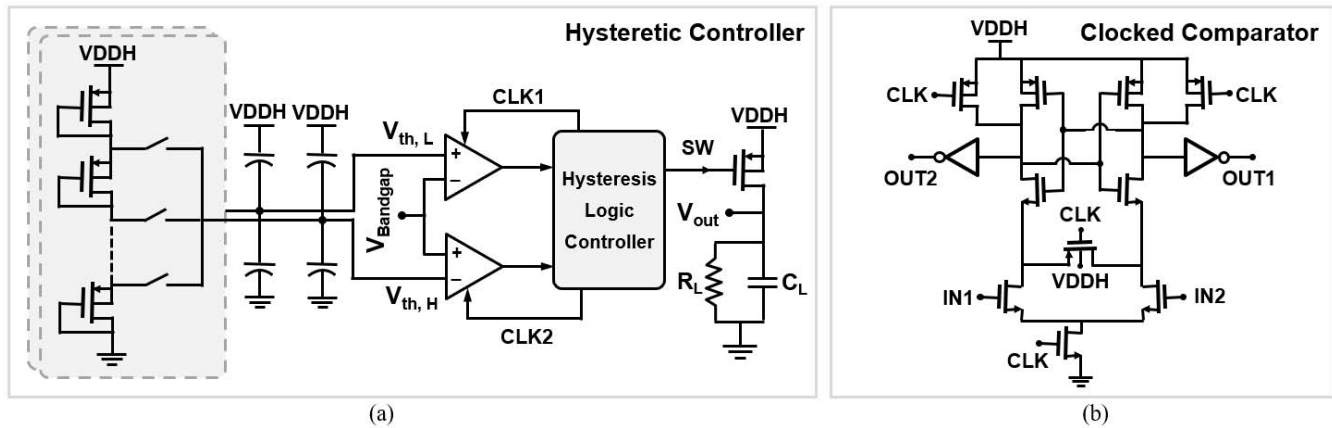 Hysteretic Controller
VDDH
VDDH
VDDH
V_th, L
V_Bandgap
V_th, H
+
−
+
−
CLK1
CLK2
Hysteresis
Logic
Controller
SW
VDDH
V_out
R_L
C_L
(a)
Clocked Comparator
VDDH
CLK
CLK
OUT2
OUT1
CLK
VDDH
IN1
IN2
CLK
(b)